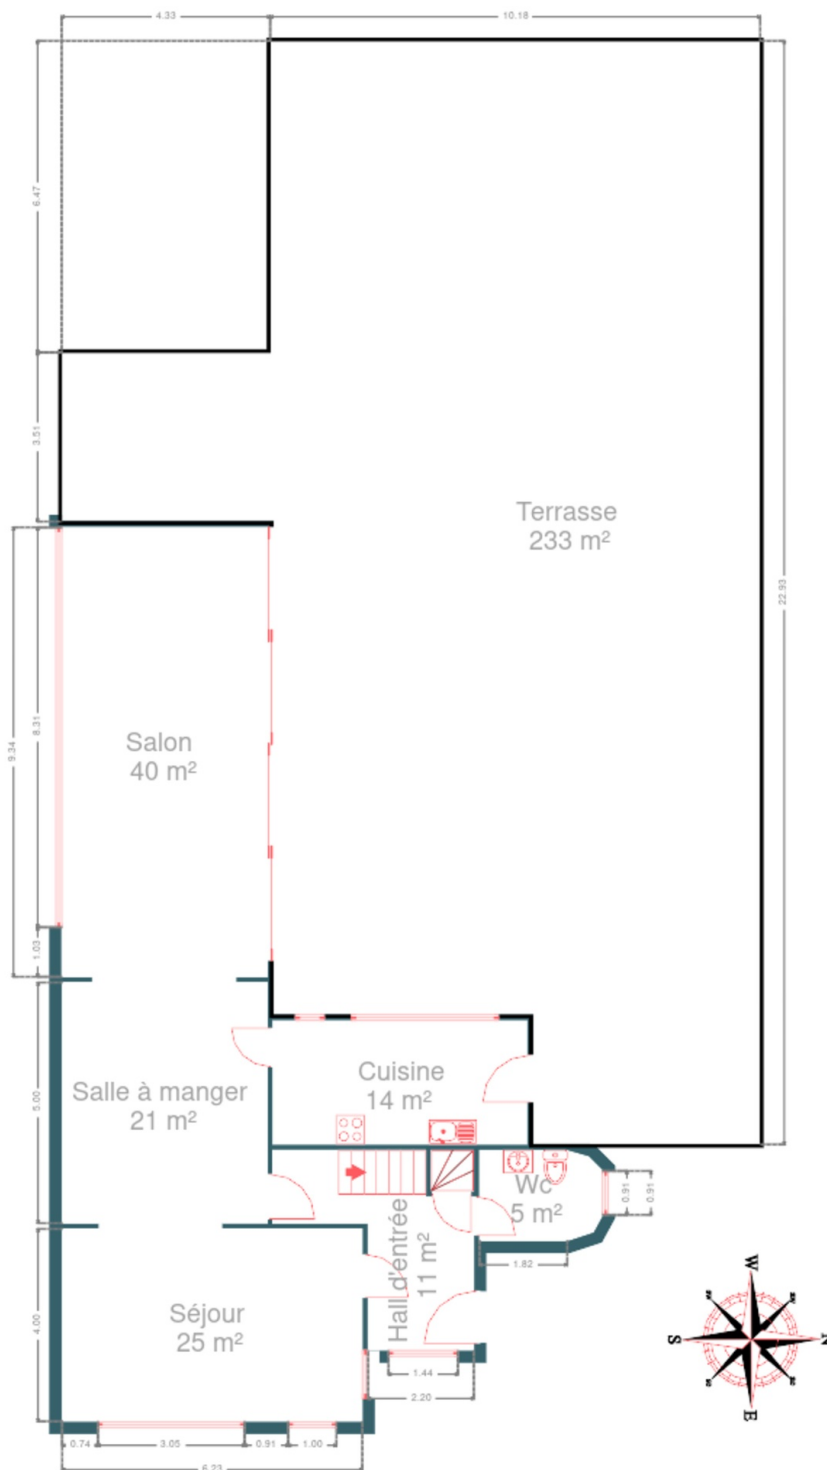 4.33
10.18
6.47
3.51
Terrasse
233 m²
22.93
9.34
8.31
Salon
40 m²
1.03
5.00
Salle à manger
21 m²
Cuisine
14 m²
Wc
5 m²
0.91
0.91
1.82
Hall d'entrée
11 m²
4.00
Séjour
25 m²
1.44
2.20
0.74
3.05
0.91
1.00
6.23
W
S
N
E